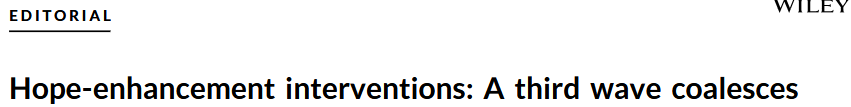 EDITORIAL
WILEY
Hope-enhancement interventions: A third wave coalesces